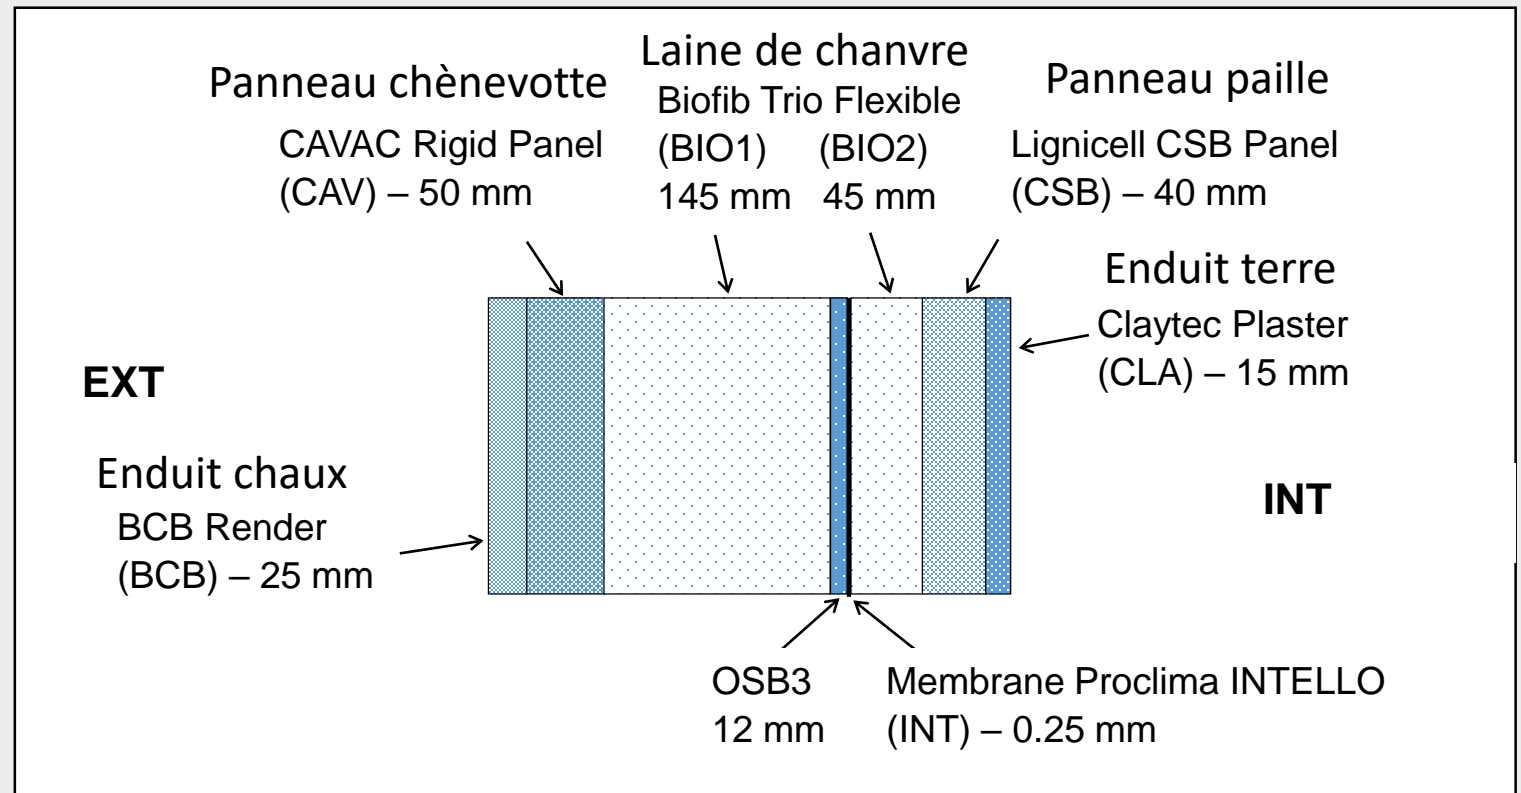 Laine de chanvre
Biofib Trio Flexible
(BIO1) (BIO2)
145 mm 45 mm
Panneau chènevotte
CAVAC Rigid Panel
(CAV) – 50 mm
Panneau paille
Lignicell CSB Panel
(CSB) – 40 mm
Enduit terre
Claytec Plaster
(CLA) – 15 mm
EXT
INT
Enduit chaux
BCB Render
(BCB) – 25 mm
OSB3
12 mm
Membrane Proclima INTELLO
(INT) – 0.25 mm